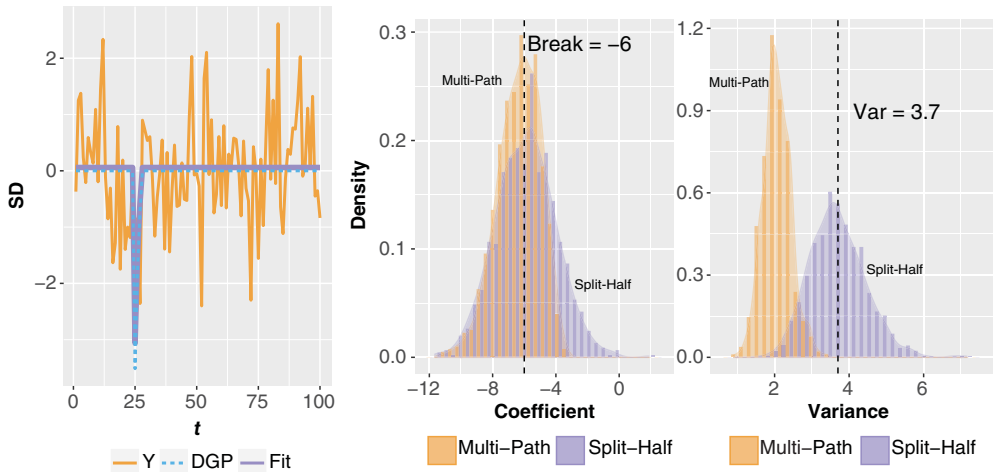 2
0
−2
SD
0
25
50
75
100
t
Y
DGP
Fit
0.3
0.2
0.1
0.0
Density
Break = −6
Multi−Path
Split−Half
−12
−8
−4
0
Coefficient
Multi−Path
Split−Half
1.2
0.9
0.6
0.3
0.0
Multi−Path
Var = 3.7
Split−Half
2
4
6
Variance
Multi−Path
Split−Half